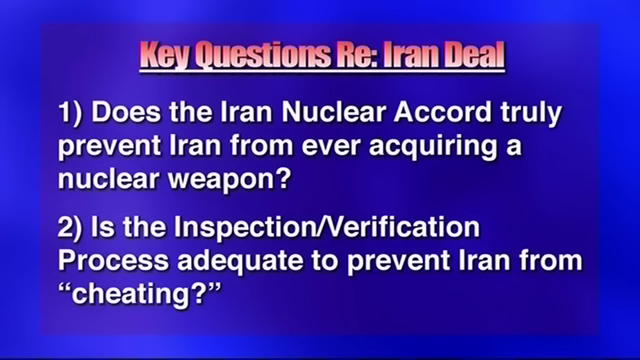 Key Questions Re: Iran Deal
1) Does the Iran Nuclear Accord truly
prevent Iran from ever acquiring a
nuclear weapon?
2) Is the Inspection/Verification
Process adequate to prevent Iran from
“cheating?”